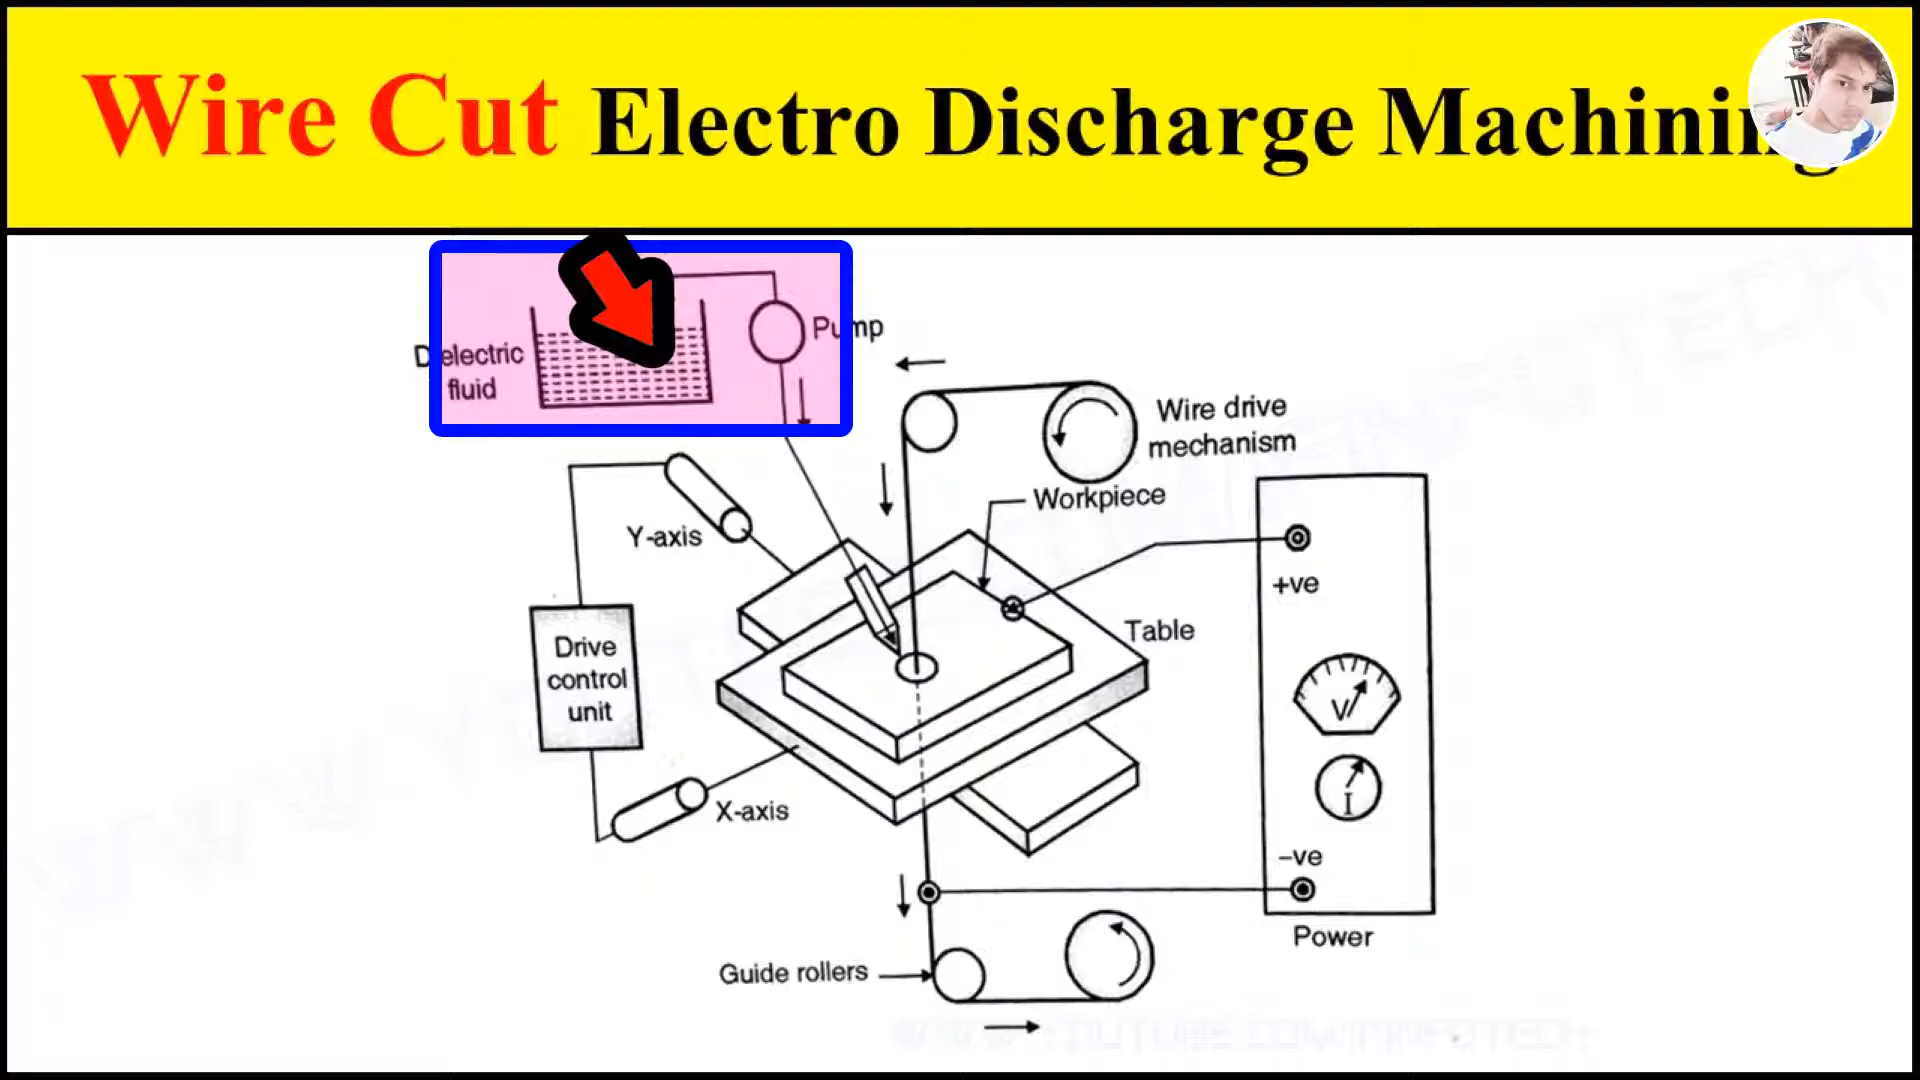 Wire Cut Electro Discharge Machining
Dielectric
fluid
Pump
Wire drive
mechanism
Workpiece
Y-axis
+ve
Table
Drive
control
unit
V
I
X-axis
-ve
Power
Guide rollers